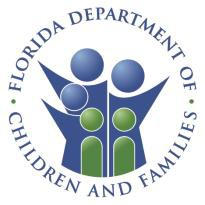 FLORIDA DEPARTMENT OF
CHILDREN AND FAMILIES